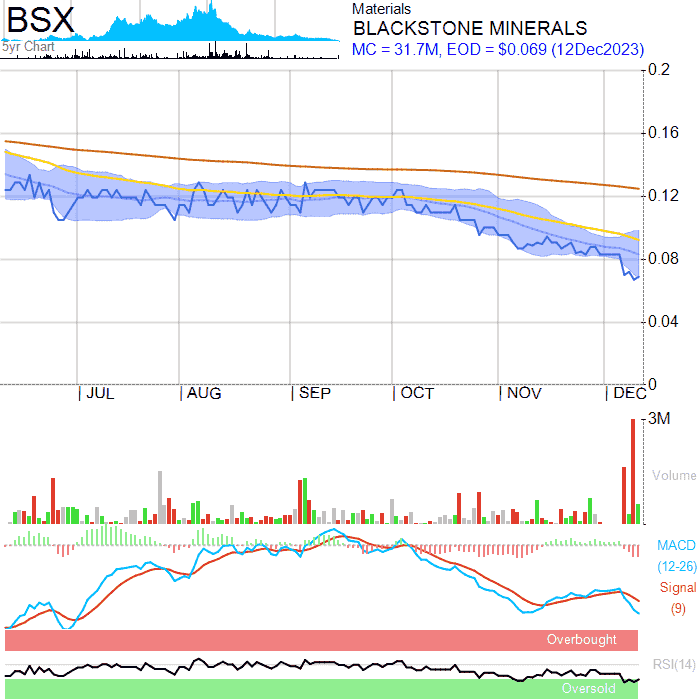 BSX
5yr Chart
Materials
BLACKSTONE MINERALS
MC = 31.7M, EOD = $0.069 (12Dec2023)
0.2
0.16
0.12
0.08
0.04
0
JUL AUG SEP OCT NOV DEC
3M
Volume
MACD
(12-26)
Signal
(9)
Overbought
RSI(14)
Oversold